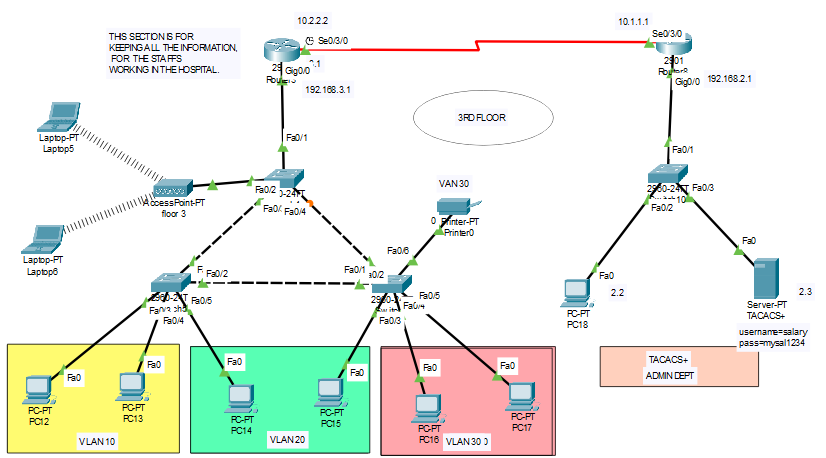 THIS SECTION IS FOR
KEEPING ALL THE INFORMATION,
FOR THE STAFFS
WORKING IN THE HOSPITAL.
10.2.2.2
Se0/3/0
Gig0/0
192.168.3.1
10.1.1.1
Se0/3/0
2901
Gig0/0
192.168.2.1
3RD FLOOR
Laptop-PT
Laptop5
Fa0/1
AccessPoint-PT
floor 3
Fa0/2
Fa0/4
Laptop-PT
Laptop6
VAN 30
Printer-PT
Printer0
Fa0/6
Fa0/1
Fa0/3
Fa0/2
Fa0
PC-PT
PC18
2.2
Fa0
Server-PT
TACACS+
2.3
username=salary
pass=mysal1234
Fa0/2
Fa0/5
Fa0/4
Fa0/1
Fa0/5
Fa0/4
Fa0/3
Fa0
PC-PT
PC12
Fa0
PC-PT
PC13
VLAN 10
Fa0
PC-PT
PC14
Fa0
PC-PT
PC15
VLAN 20
Fa0
PC-PT
PC16
Fa0
PC-PT
PC17
VLAN 30
TACACS+
ADMIN DEPT